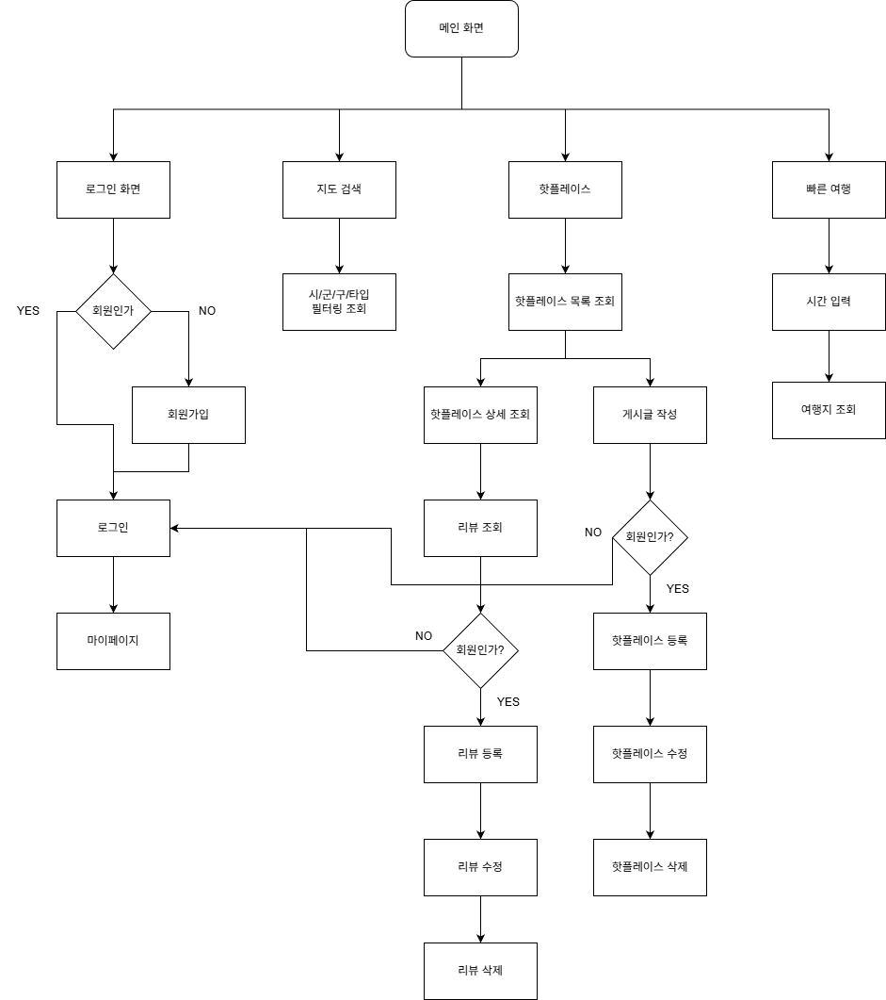 메인 화면
로그인 화면
지도 검색
핫플레이스
빠른 여행
YES
회원인가
NO
시/군/구/타입
필터링 조회
핫플레이스 목록 조회
시간 입력
회원가입
핫플레이스 상세 조회
게시글 작성
여행지 조회
로그인
리뷰 조회
NO
회원인가?
YES
마이페이지
NO
회원인가?
핫플레이스 등록
YES
리뷰 등록
핫플레이스 수정
리뷰 수정
핫플레이스 삭제
리뷰 삭제